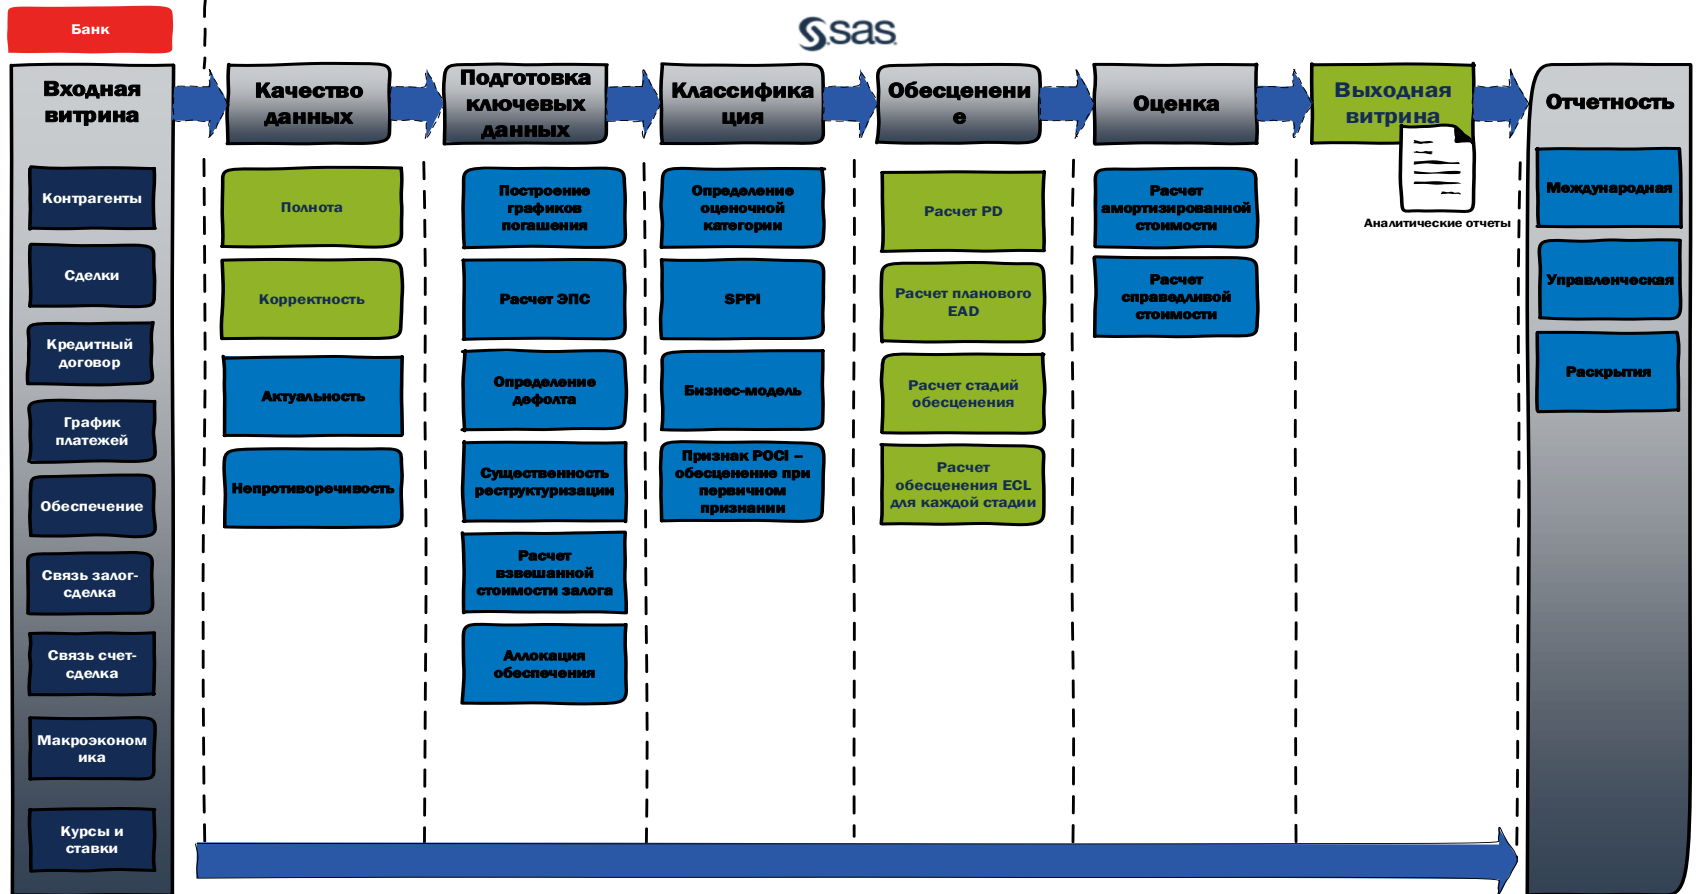 Банк
sas
Входная
витрина
Контрагенты
Сделки
Кредитный
договор
График
платежей
Обеспечение
Связь залог-
сделка
Связь счет-
сделка
Макроэконом
ика
Курсы и
ставки
Качество
данных
Полнота
Корректность
Актуальность
Непротиворечивость
Подготовка
ключевых
данных
Построение
графиков
погашения
Расчет ЭПС
Определение
дефолта
Существенность
реструктуризации
Расчет
взвешанной
стоимости залога
Аллокация
обеспечения
Классифика
ция
Определение
оценочной
категории
SPPI
Бизнес-модель
Признак POCI –
обесценение при
первичном
признании
Обесценени
е
Расчет PD
Расчет планового
EAD
Расчет стадий
обесценения
Расчет
обесценения ECL
для каждой стадии
Оценка
Расчет
амортизированной
стоимости
Расчет
справедливой
стоимости
Выходная
витрина
Аналитические отчеты
Отчетность
Международная
Управленческая
Раскрытия